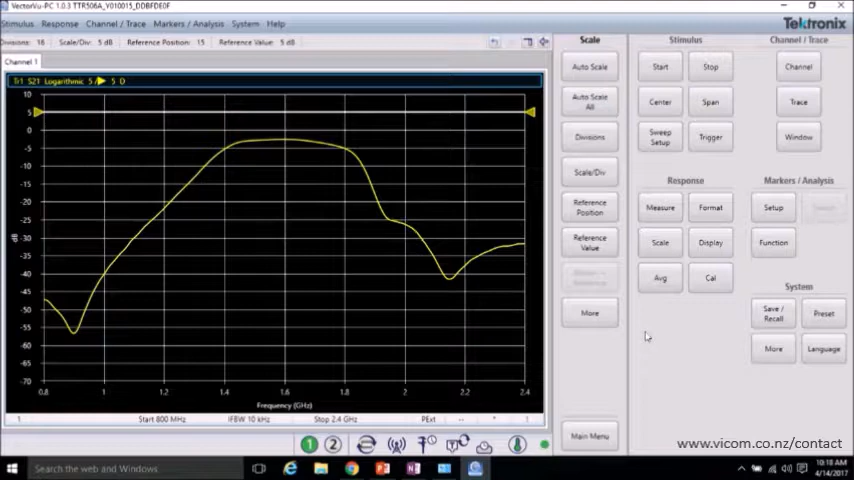 VectorVu-PC 1.0.3 TTR506A_V010015_DDBFDE0F
Stimulus Response Channel / Trace Markers / Analysis System Help
Tektronix
Divisions: 16 Scale/Div: 5 dB Reference Position: 15 Reference Value: 5 dB
Channel 1
Tr1 S21 Logarithmic 5 / 5 D
10
5
0
-5
-10
-15
-20
-25
-30
-35
-40
-45
-50
-55
-60
-65
-70
dB
0.8 1 1.2 1.4 1.6 1.8 2 2.2 2.4
Frequency (GHz)
1 Start 800 MHz IFBW 10 kHz Stop 2.4 GHz PExt -- * !
1 2
Scale
Auto Scale
Auto Scale
All
Divisions
Scale/Div
Reference
Position
Reference
Value
More
Main Menu
Stimulus
Start Stop
Center Span
Sweep
Setup
Trigger
Response
Measure Format
Scale Display
Avg Cal
Channel / Trace
Channel
Trace
Window
Markers / Analysis
Setup
Function
System
Save /
Recall
Preset
More Language
www.vicom.co.nz/contact
Search the web and Windows
10:18 AM
4/14/2017